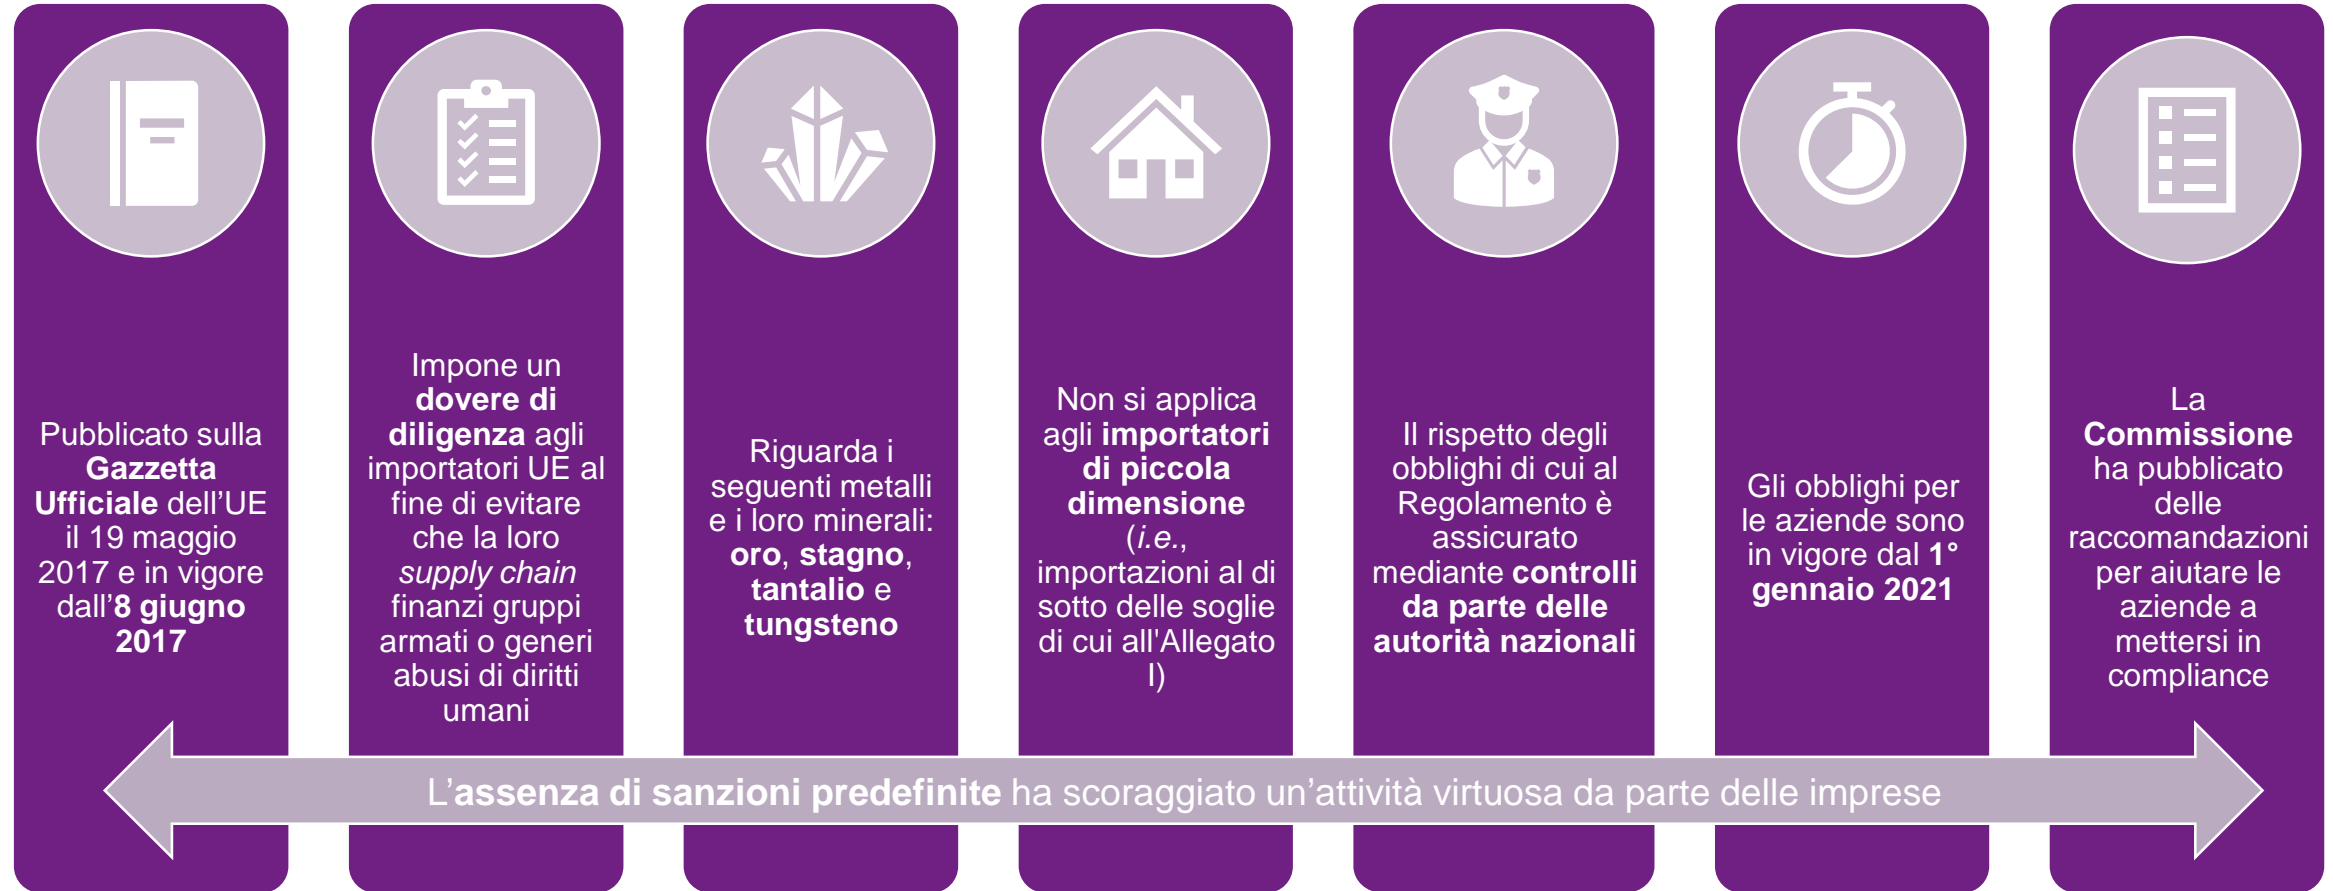 Pubblicato sulla
Gazzetta
Ufficiale dell’UE
il 19 maggio
2017 e in vigore
dall’8 giugno
2017
Impone un
dovere di
diligenza agli
importatori UE al
fine di evitare
che la loro
supply chain
finanzi gruppi
armati o generi
abusi di diritti
umani
Riguarda i
seguenti metalli
e i loro minerali:
oro, stagno,
tantalio e
tungsteno
Non si applica
agli importatori
di piccola
dimensione
(i.e.,
importazioni al di
sotto delle soglie
di cui all'Allegato
I)
Il rispetto degli
obblighi di cui al
Regolamento è
assicurato
mediante controlli
da parte delle
autorità nazionali
Gli obblighi per
le aziende sono
in vigore dal 1°
gennaio 2021
La
Commissione
ha pubblicato
delle
raccomandazioni
per aiutare le
aziende a
mettersi in
compliance
L’assenza di sanzioni predefinite ha scoraggiato un’attività virtuosa da parte delle imprese